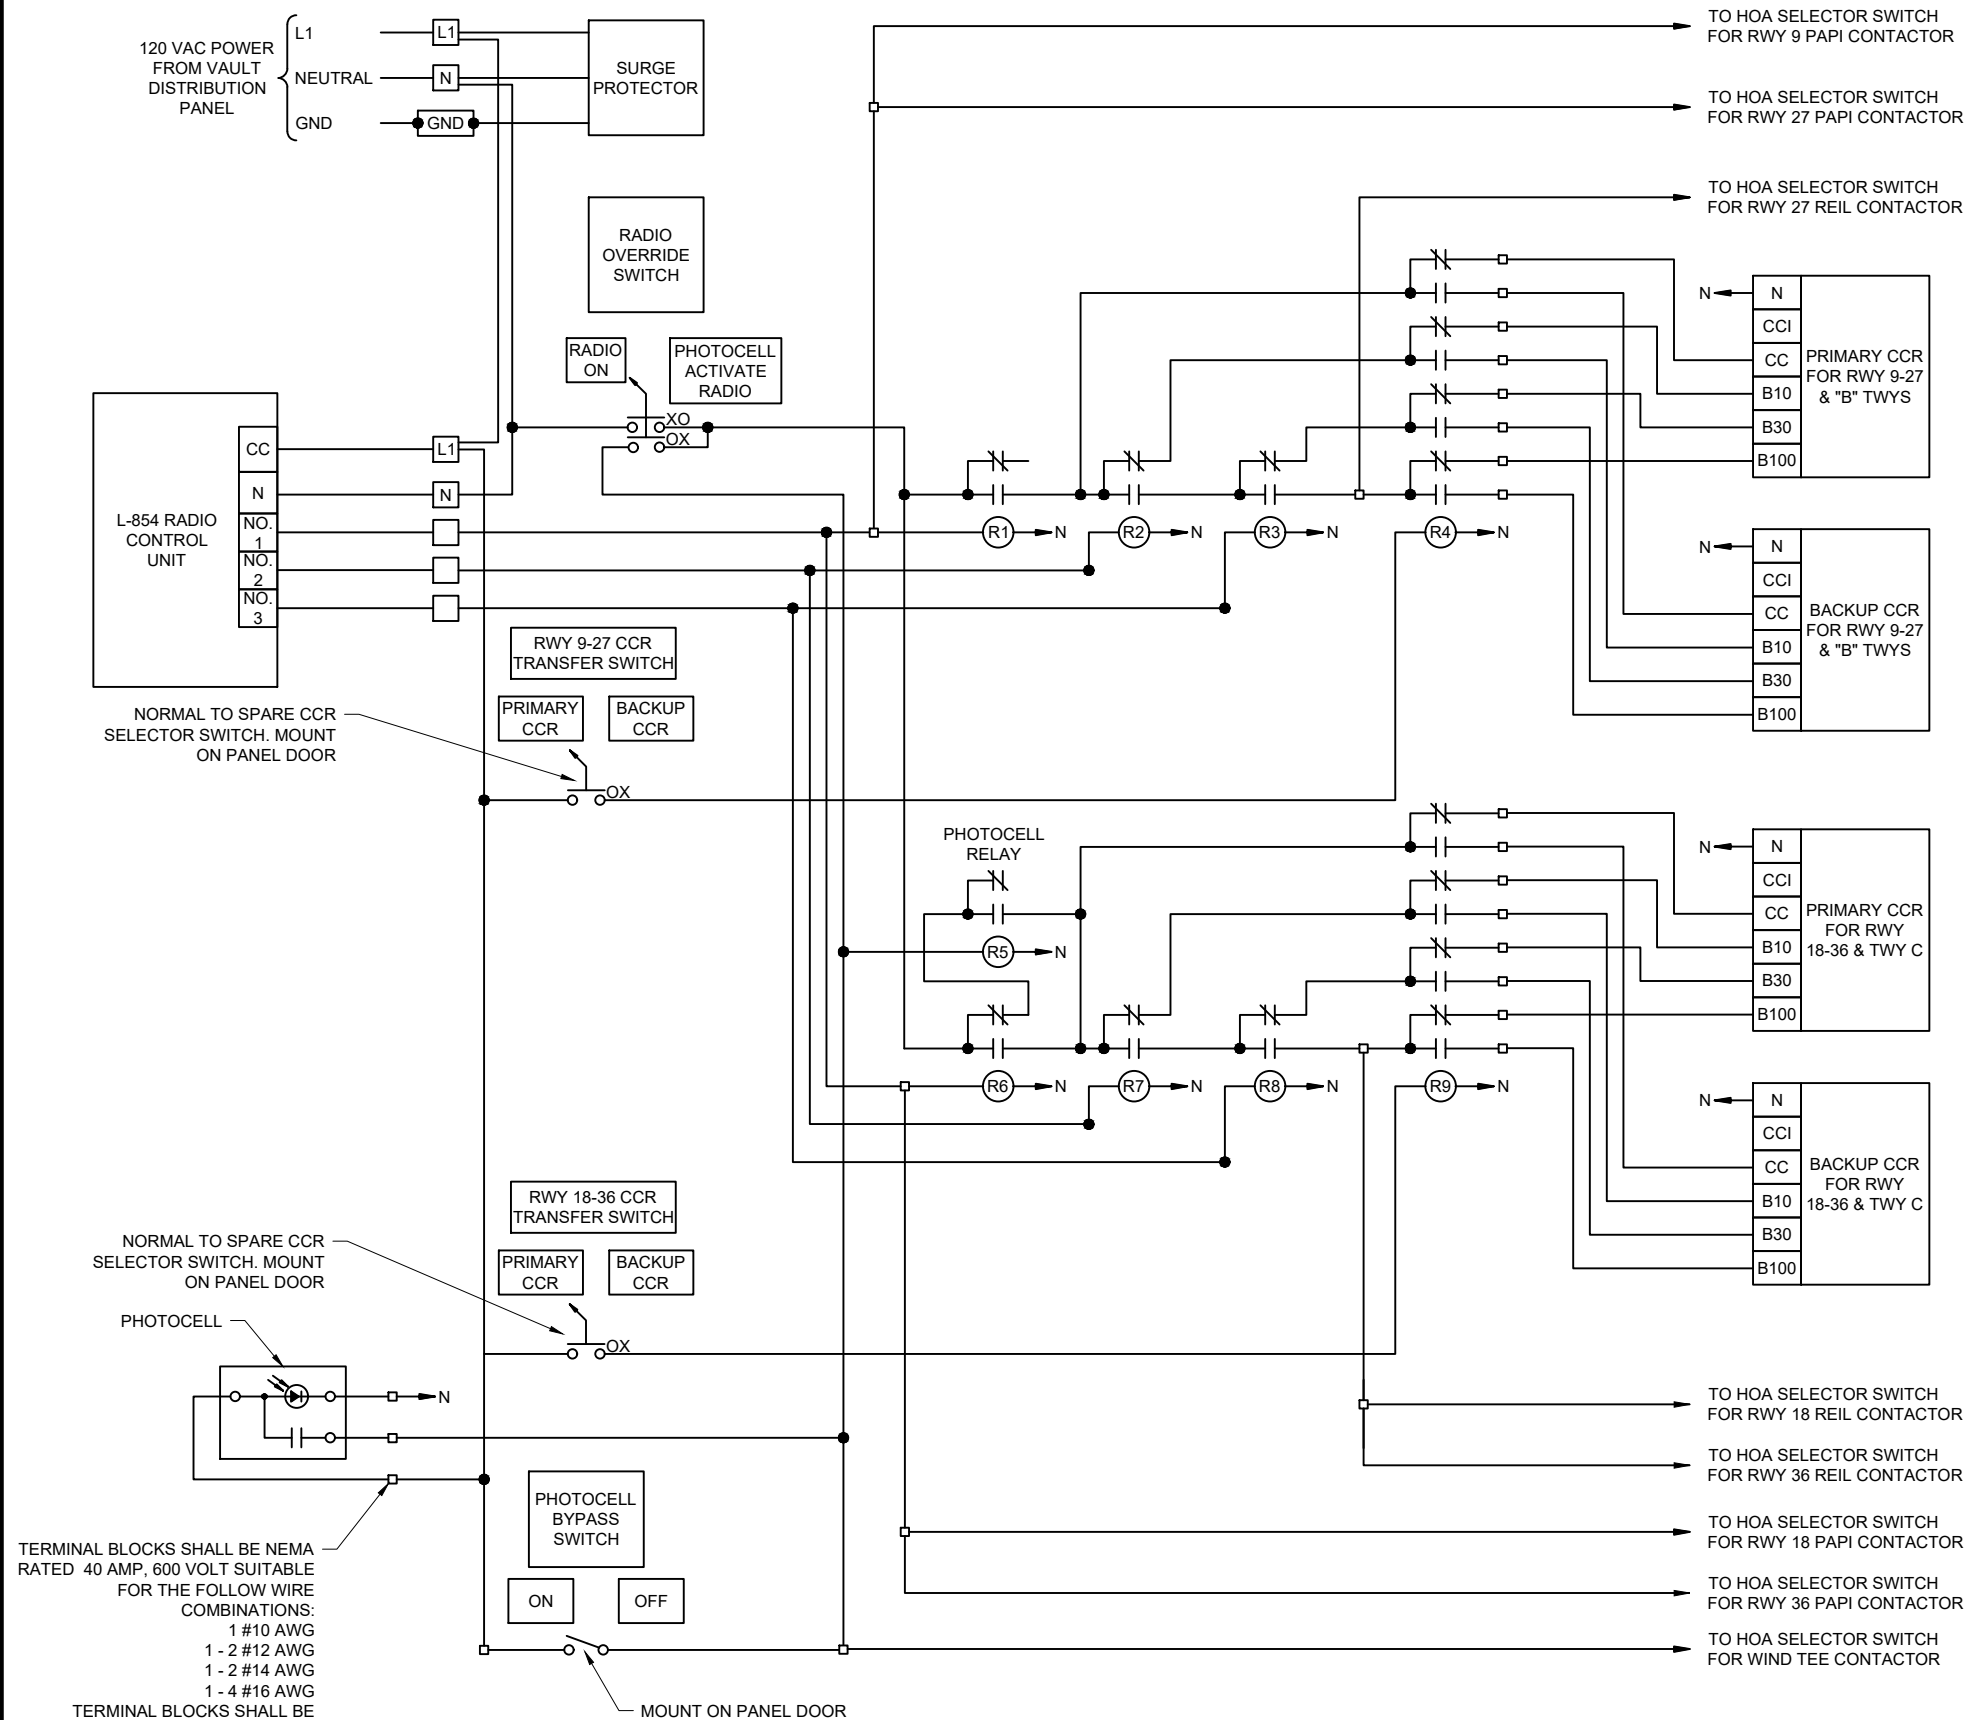 120 VAC POWER
FROM VAULT
DISTRIBUTION
PANEL
L1
NEUTRAL
GND
L1
N
GND
SURGE
PROTECTOR
TO HOA SELECTOR SWITCH
FOR RWY 9 PAPI CONTACTOR
TO HOA SELECTOR SWITCH
FOR RWY 27 PAPI CONTACTOR
TO HOA SELECTOR SWITCH
FOR RWY 27 REIL CONTACTOR
RADIO
OVERRIDE
SWITCH
RADIO
ON
PHOTOCELL
ACTIVATE
RADIO
XO
OX
L-854 RADIO
CONTROL
UNIT
CC
N
NO.
1
NO.
2
NO.
3
L1
N
R1
N
R2
N
R3
N
R4
N
N
N
CCI
CC
B10
B30
B100
PRIMARY CCR
FOR RWY 9-27
& "B" TWYS
N
N
CCI
CC
B10
B30
B100
BACKUP CCR
FOR RWY 9-27
& "B" TWYS
RWY 9-27 CCR
TRANSFER SWITCH
PRIMARY
CCR
BACKUP
CCR
OX
NORMAL TO SPARE CCR
SELECTOR SWITCH. MOUNT
ON PANEL DOOR
PHOTOCELL
RELAY
R5
N
R6
N
R7
N
R8
N
R9
N
N
N
CCI
CC
B10
B30
B100
PRIMARY CCR
FOR RWY
18-36 & TWY C
N
N
CCI
CC
B10
B30
B100
BACKUP CCR
FOR RWY
18-36 & TWY C
RWY 18-36 CCR
TRANSFER SWITCH
PRIMARY
CCR
BACKUP
CCR
OX
NORMAL TO SPARE CCR
SELECTOR SWITCH. MOUNT
ON PANEL DOOR
PHOTOCELL
N
PHOTOCELL
BYPASS
SWITCH
ON
OFF
MOUNT ON PANEL DOOR
TERMINAL BLOCKS SHALL BE NEMA
RATED 40 AMP, 600 VOLT SUITABLE
FOR THE FOLLOW WIRE
COMBINATIONS:
1 #10 AWG
1 - 2 #12 AWG
1 - 2 #14 AWG
1 - 4 #16 AWG
TERMINAL BLOCKS SHALL BE
TO HOA SELECTOR SWITCH
FOR RWY 18 REIL CONTACTOR
TO HOA SELECTOR SWITCH
FOR RWY 36 REIL CONTACTOR
TO HOA SELECTOR SWITCH
FOR RWY 18 PAPI CONTACTOR
TO HOA SELECTOR SWITCH
FOR RWY 36 PAPI CONTACTOR
TO HOA SELECTOR SWITCH
FOR WIND TEE CONTACTOR